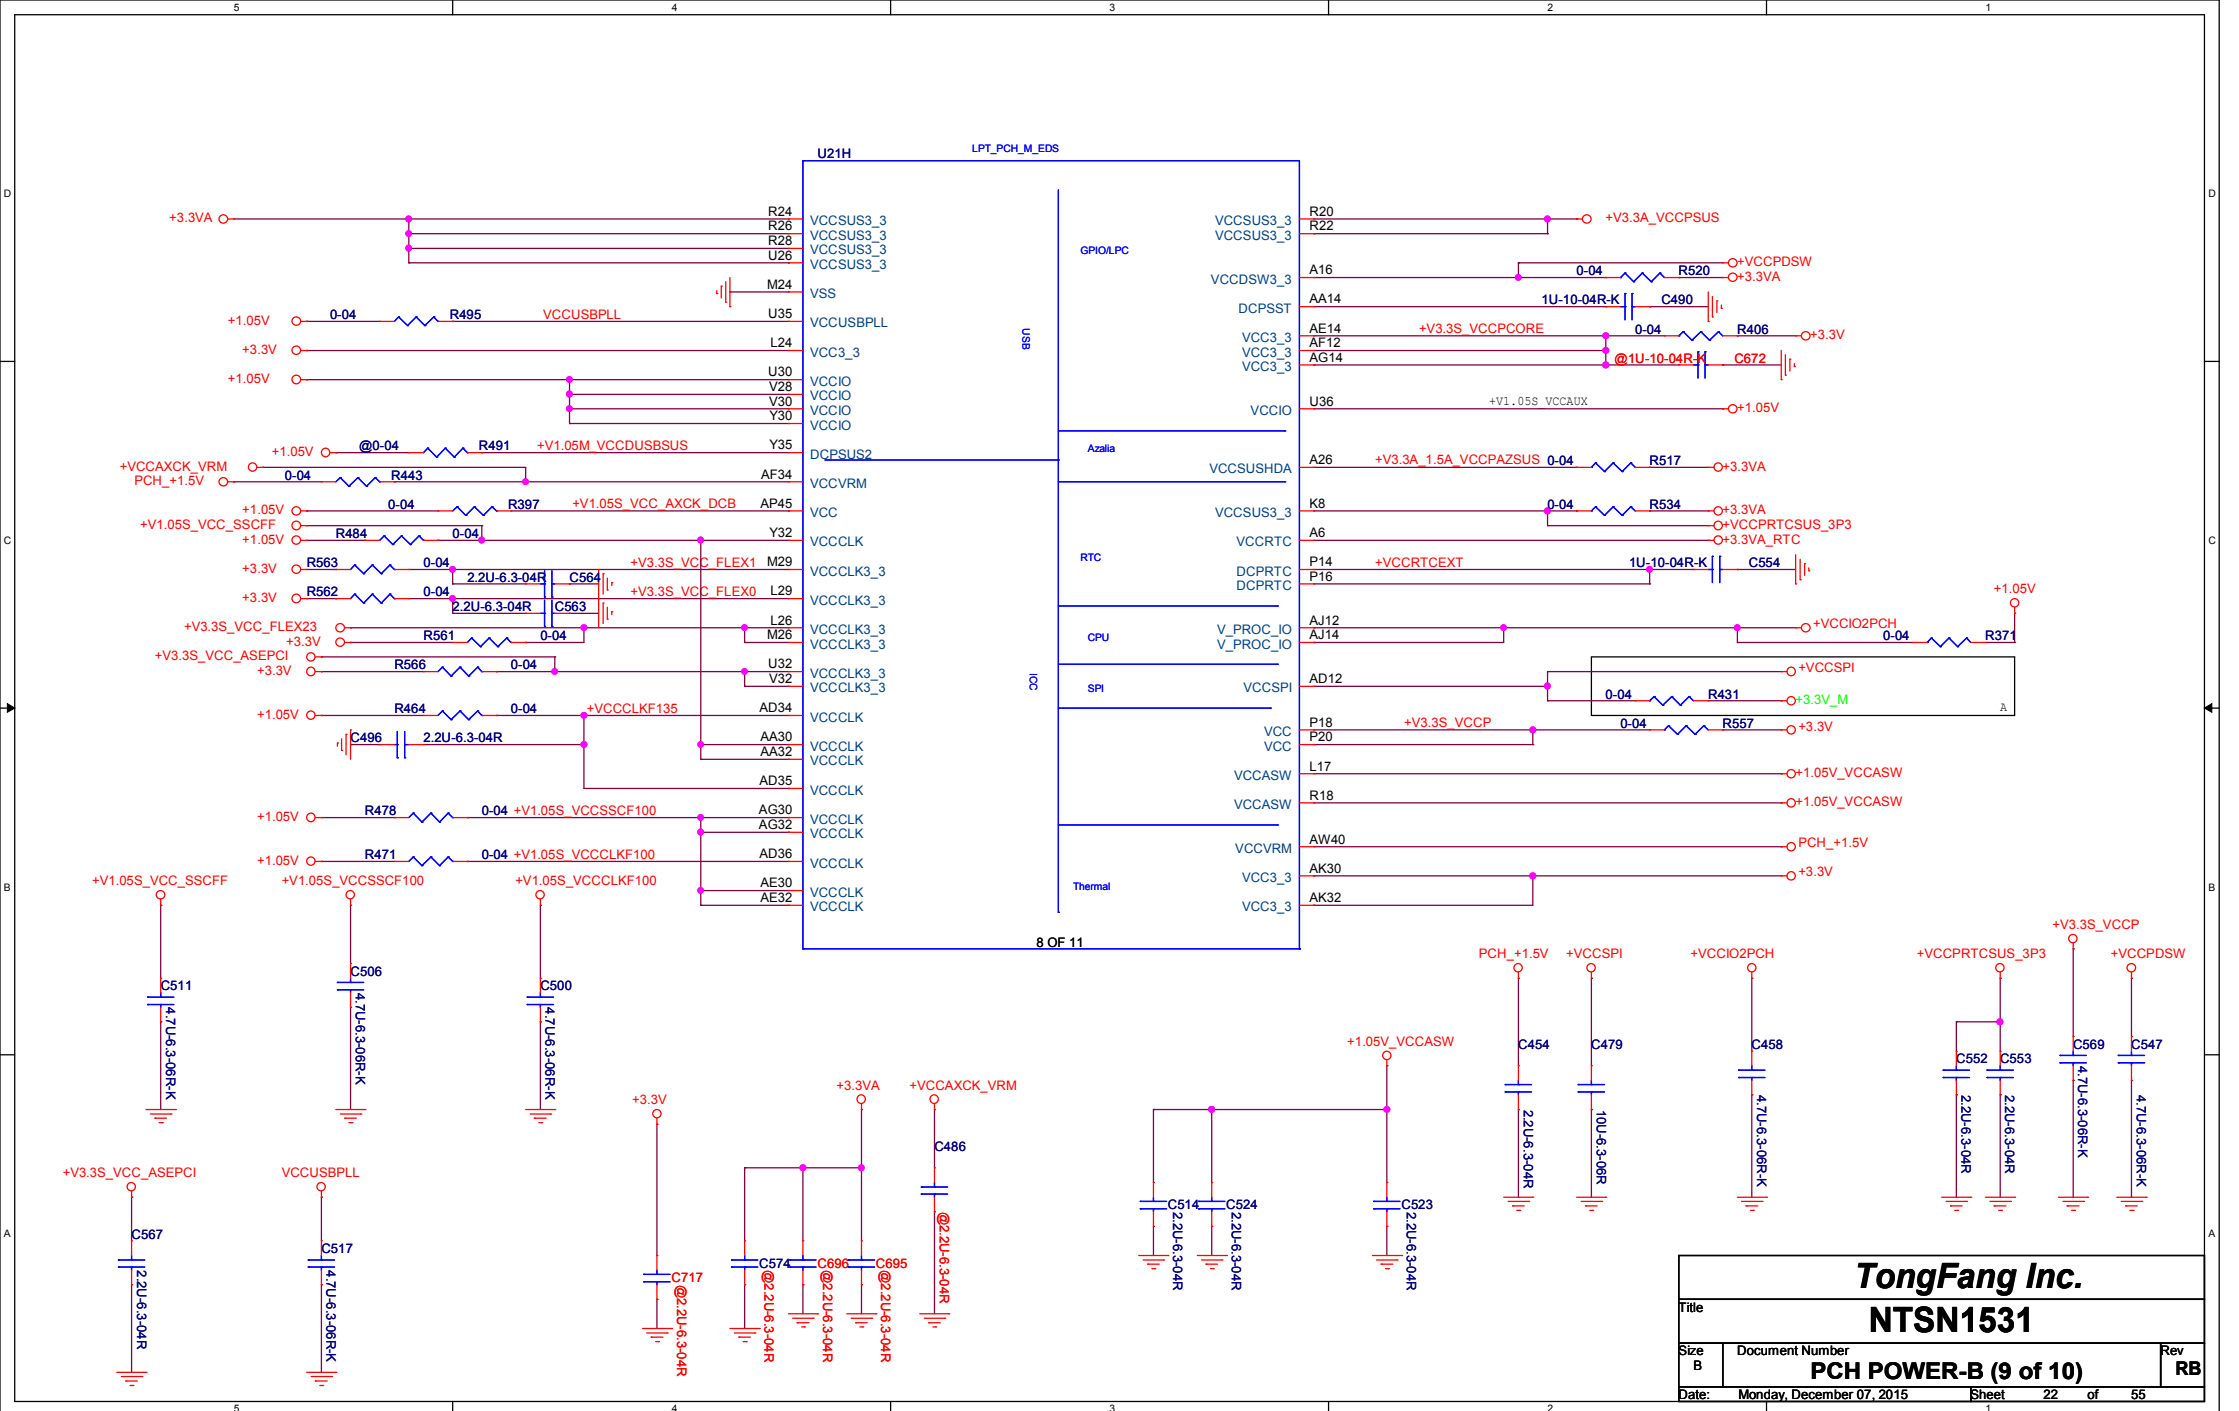 5 4 3 2 1
D
D
C
C
B
B
A
A
U21H
LPT_PCH_M_EDS
+3.3VA
R24
VCCSUS3_3
R26
VCCSUS3_3
R28
VCCSUS3_3
U26
VCCSUS3_3
M24
VSS
+1.05V
0-04
R495
VCCUSBPLL
U35
VCCUSBPLL
+3.3V
L24
VCC3_3
+1.05V
U30
VCCIO
V28
VCCIO
V30
VCCIO
Y30
VCCIO
+1.05V
@0-04
R491
+V1.05M_VCCDUSBSUS
Y35
DCPSUS2
+VCCAXCK_VRM
PCH_+1.5V
0-04
R443
AF34
VCCVRM
+1.05V
0-04
R397
+V1.05S_VCC_AXCK_DCB
AP45
VCC
+V1.05S_VCC_SSCFF
+1.05V
R484
0-04
Y32
VCCCLK
+3.3V
R563
0-04
+V3.3S_VCC_FLEX1
M29
VCCCLK3_3
2.2U-6.3-04R
C564
+3.3V
R562
0-04
+V3.3S_VCC_FLEX0
L29
VCCCLK3_3
2.2U-6.3-04R
C563
+V3.3S_VCC_FLEX23
+3.3V
R561
0-04
L26
VCCCLK3_3
M26
VCCCLK3_3
+V3.3S_VCC_ASEPCI
+3.3V
R566
0-04
U32
VCCCLK3_3
V32
VCCCLK3_3
+1.05V
R464
0-04
+VCCCLKF135
AD34
VCCCLK
C496
2.2U-6.3-04R
AA30
VCCCLK
AA32
VCCCLK
AD35
VCCCLK
+1.05V
R478
0-04
+V1.05S_VCCSSCF100
AG30
VCCCLK
AG32
VCCCLK
+1.05V
R471
0-04
+V1.05S_VCCCLKF100
AD36
VCCCLK
AE30
VCCCLK
AE32
VCCCLK
USB
ICC
GPIO/LPC
Azalia
RTC
CPU
SPI
Thermal
8 OF 11
VCCSUS3_3
R20
+V3.3A_VCCPSUS
VCCSUS3_3
R22
VCCDSW3_3
A16
+VCCPDSW
0-04
R520
+3.3VA
DCPSST
AA14
1U-10-04R-K
C490
VCC3_3
AE14
+V3.3S_VCCPCORE
0-04
R406
+3.3V
VCC3_3
AF12
VCC3_3
AG14
@1U-10-04R-K
C672
VCCIO
U36
+V1.05S_VCCAUX
+1.05V
VCCSUSHDA
A26
+V3.3A_1.5A_VCCPAZSUS
0-04
R517
+3.3VA
VCCSUS3_3
K8
0-04
R534
+3.3VA
+VCCPRTCSUS_3P3
VCCRTC
A6
+3.3VA_RTC
DCPRTC
P14
+VCCRTCEXT
1U-10-04R-K
C554
DCPRTC
P16
+1.05V
V_PROC_IO
AJ12
+VCCIO2PCH
V_PROC_IO
AJ14
0-04
R371
VCCSPI
AD12
+VCCSPI
0-04
R431
+3.3V_M
A
VCC
P18
+V3.3S_VCCP
0-04
R557
+3.3V
VCC
P20
VCCASW
L17
+1.05V_VCCASW
VCCASW
R18
+1.05V_VCCASW
VCCVRM
AW40
PCH_+1.5V
VCC3_3
AK30
+3.3V
VCC3_3
AK32
+V1.05S_VCC_SSCFF
C511
4.7U-6.3-06R-K
+V1.05S_VCCSSCF100
C506
4.7U-6.3-06R-K
+V1.05S_VCCCLKF100
C500
4.7U-6.3-06R-K
+V3.3S_VCC_ASEPCI
C567
2.2U-6.3-04R
VCCUSBPLL
C517
4.7U-6.3-06R-K
+3.3V
C717
@2.2U-6.3-04R
+3.3VA
C574
@2.2U-6.3-04R
C696
@2.2U-6.3-04R
C695
@2.2U-6.3-04R
+VCCAXCK_VRM
C486
@2.2U-6.3-04R
+1.05V_VCCASW
C514
2.2U-6.3-04R
C524
2.2U-6.3-04R
C523
2.2U-6.3-04R
PCH_+1.5V
C454
2.2U-6.3-04R
+VCCSPI
C479
10U-6.3-06R
+VCCIO2PCH
C458
4.7U-6.3-06R-K
+VCCPRTCSUS_3P3
C552
2.2U-6.3-04R
C553
2.2U-6.3-04R
+V3.3S_VCCP
C569
4.7U-6.3-06R-K
+VCCPDSW
C547
4.7U-6.3-06R-K
TongFang Inc.
Title
NTSN1531
Size
B
Document Number
PCH POWER-B (9 of 10)
Rev
RB
Date: Monday, December 07, 2015 Sheet 22 of 55
5 4 3 2 1